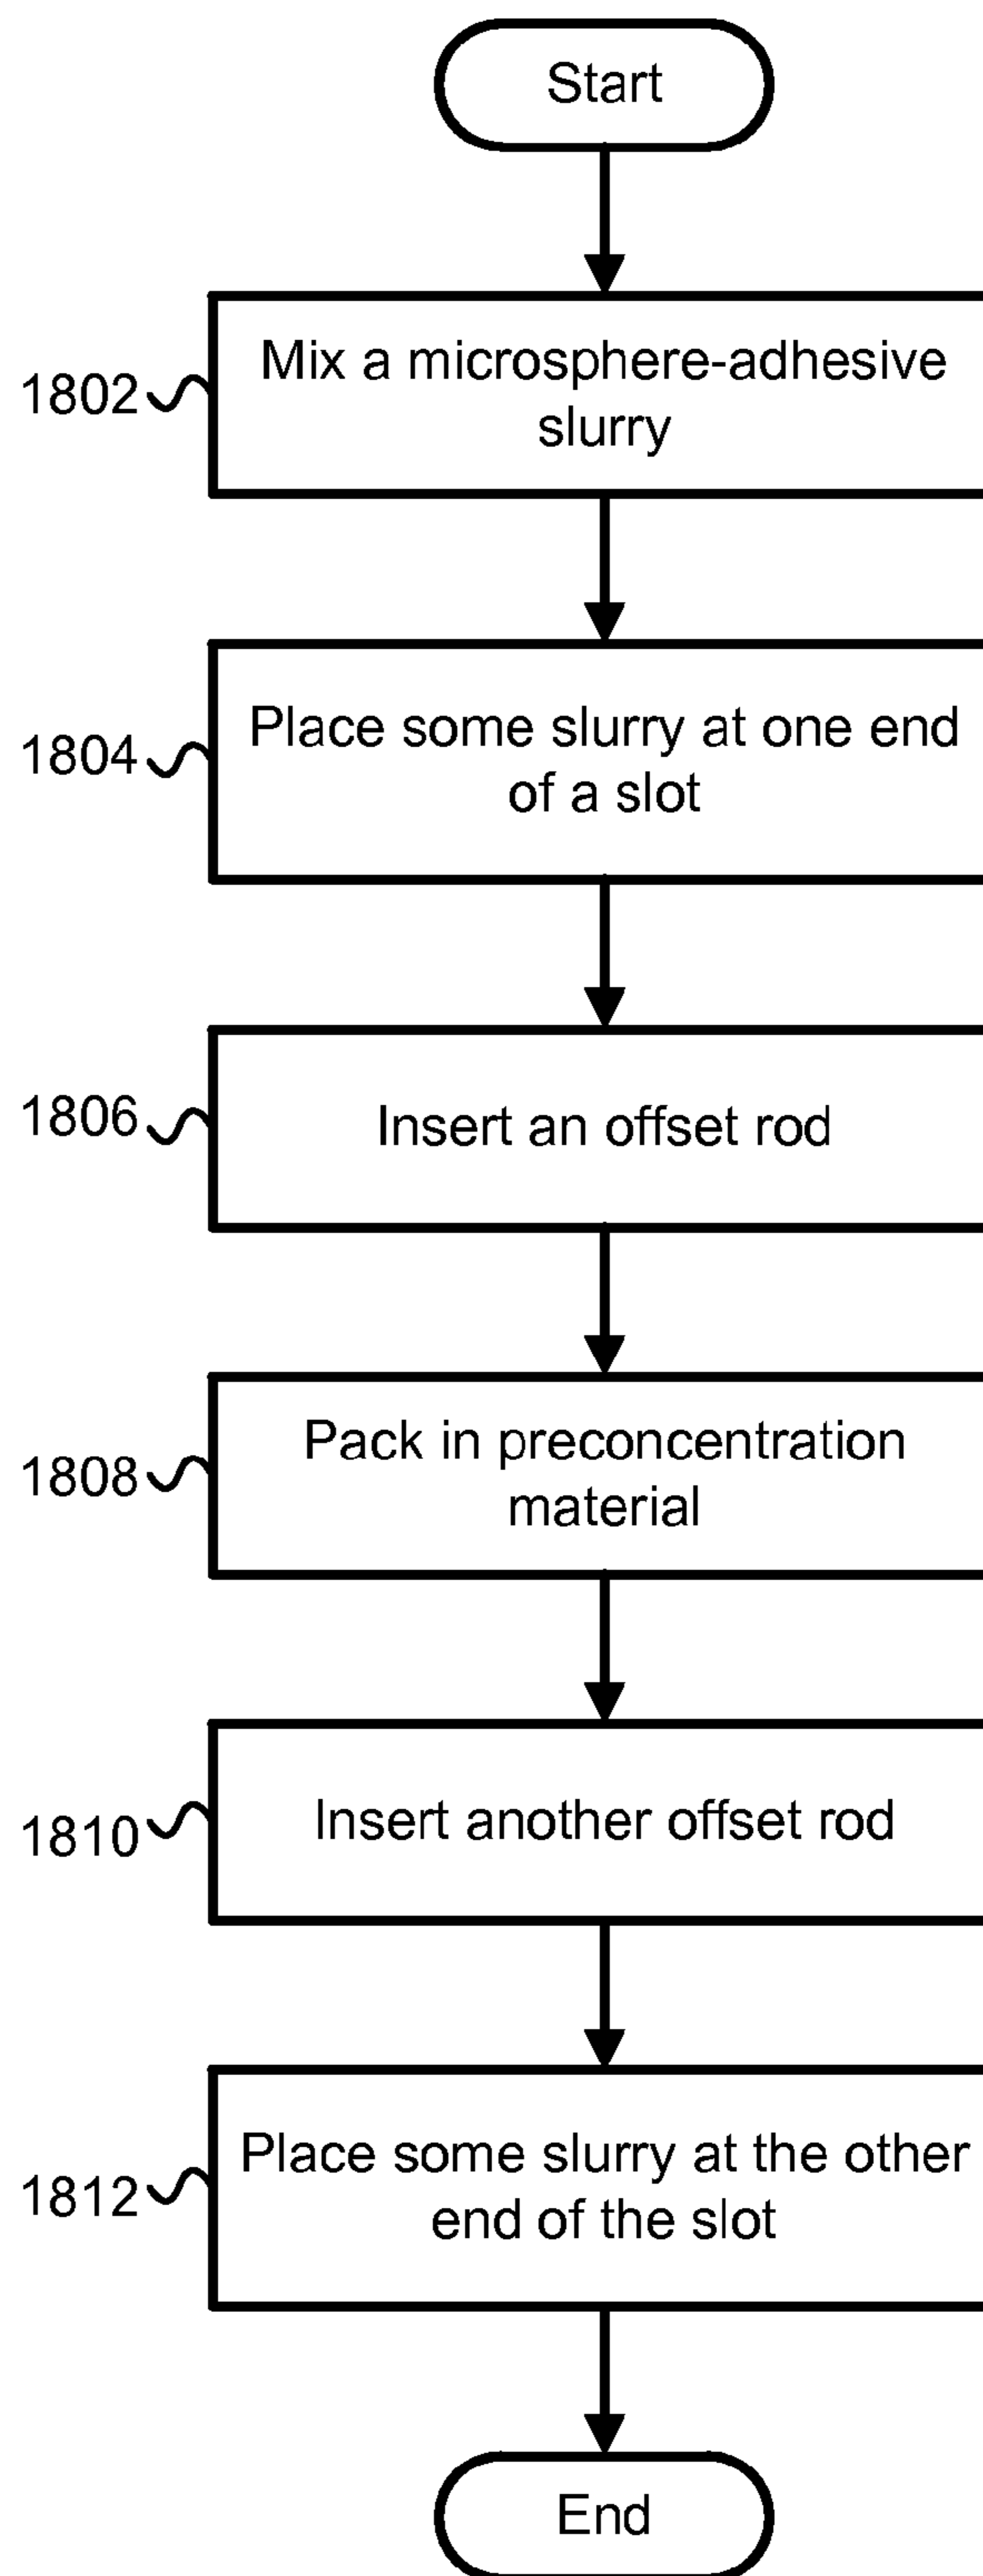 Start
1802
Mix a microsphere-adhesive
slurry
1804
Place some slurry at one end
of a slot
1806
Insert an offset rod
1808
Pack in preconcentration
material
1810
Insert another offset rod
1812
Place some slurry at the other
end of the slot
End